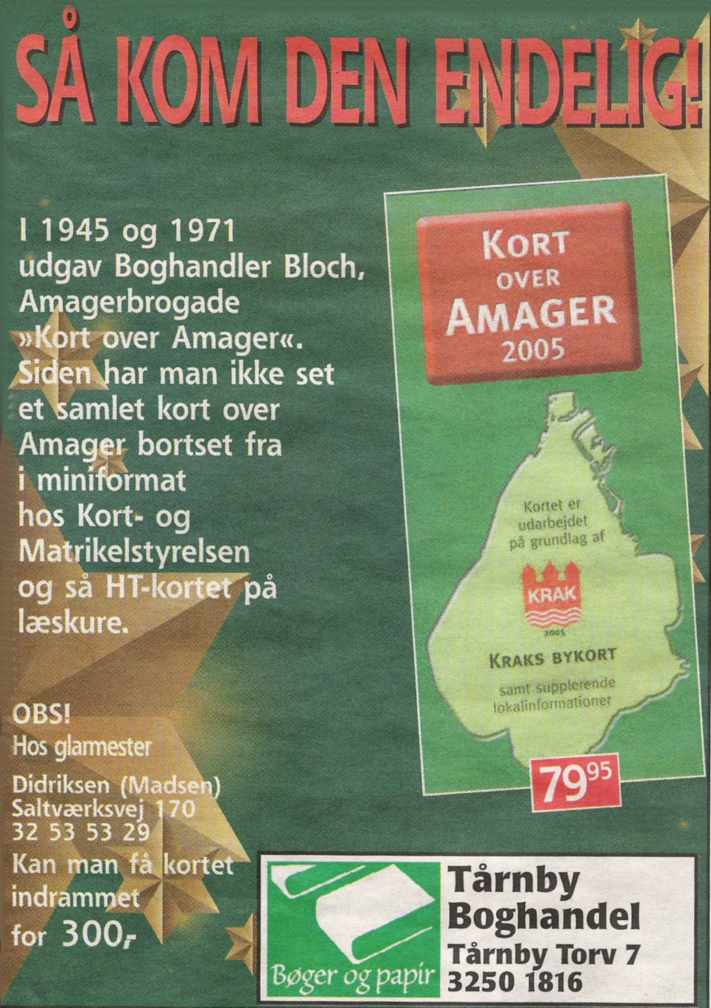 SÅ KOM DEN ENDELIG!
I 1945 og 1971
udgav Boghandler Bloch,
Amagerbrogade
»Kort over Amager«.
Siden har man ikke set
et samlet kort over
Amager bortset fra
i miniformat
hos Kort- og
Matrikelstyrelsen
og så HT-kortet på
læskure.
OBS!
Hos glarmester
Didriksen (Madsen)
Saltværksvej 170
32 53 53 29
Kan man få kortet
indrammet
for 300,-
KORT
OVER
AMAGER
2005
Kortet er
udarbejdet
på grundlag af
KRAK
2005
KRAKS BYKORT
samt supplerende
lokalinformationer
7995
Bøger og papir
Tårnby
Boghandel
Tårnby Torv 7
3250 1816